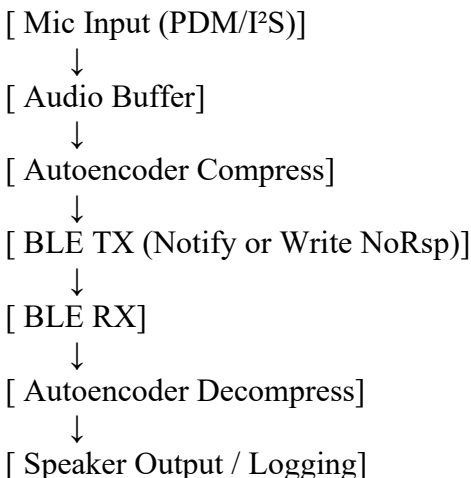 [ Mic Input (PDM/I²S)]
↓
[ Audio Buffer]
↓
[ Autoencoder Compress]
↓
[ BLE TX (Notify or Write NoRsp)]
↓
[ BLE RX]
↓
[ Autoencoder Decompress]
↓
[ Speaker Output / Logging]